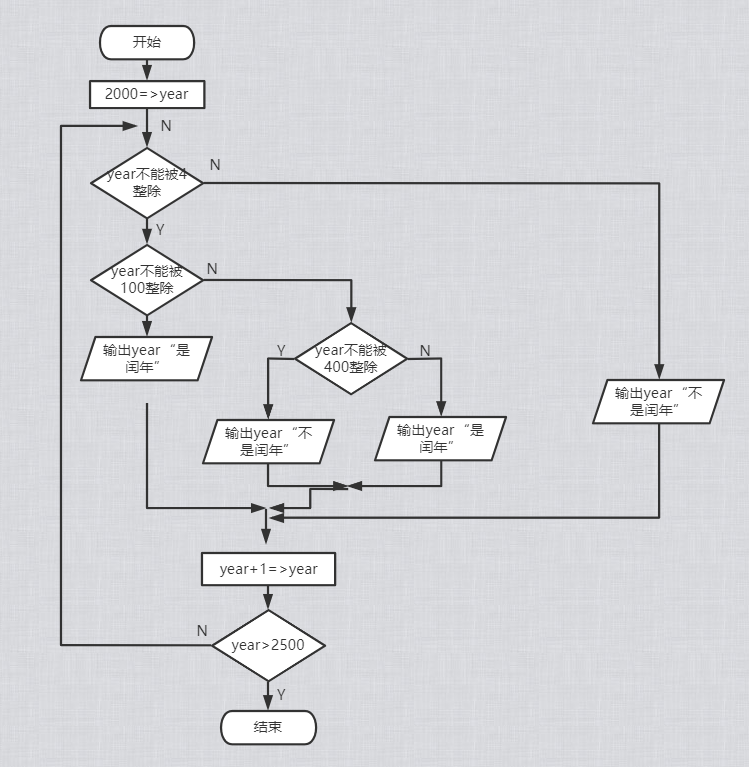 开始
2000=>year
N
year不能被4
整除
N
Y
year不能被
100整除
N
输出year“是
闰年”
year不能被
400整除
Y
N
输出year“不
是闰年”
输出year“是
闰年”
输出year“不
是闰年”
year+1=>year
year>2500
N
Y
结束